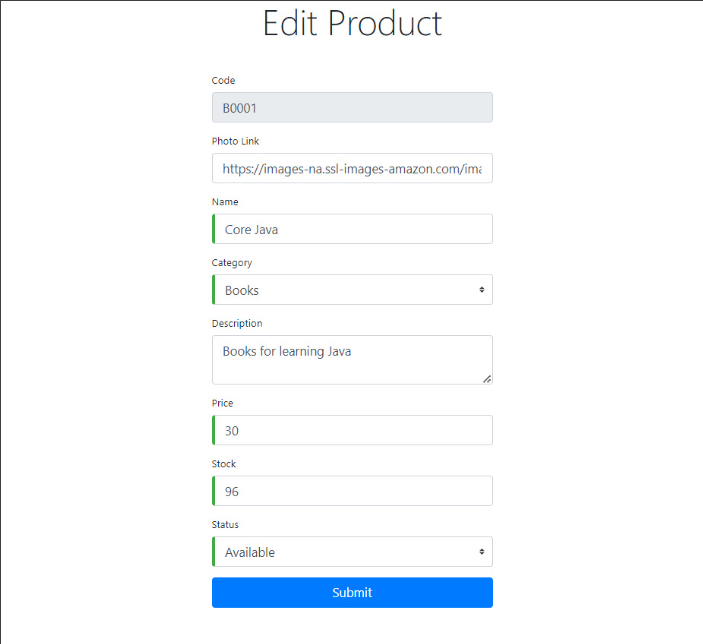 Edit Product
Code
B0001
Photo Link
https://images-na.ssl-images-amazon.com/ima
Name
Core Java
Category
Books
Description
Books for learning Java
Price
30
Stock
96
Status
Available
Submit